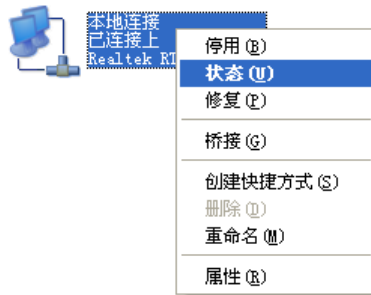 本地连接
已连接上
Realtek RT
停用(B)
状态(U)
修复(P)
桥接(G)
创建快捷方式(S)
删除(D)
重命名(M)
属性(R)